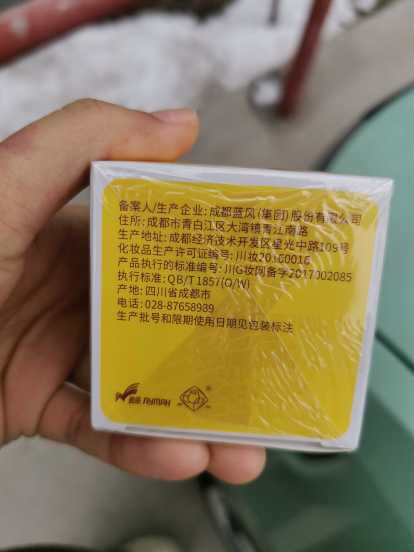 备案人/生产企业:成都蓝风(集团)股份有限公司
住所:成都市青白江区大湾镇青江南路
生产地址:成都经济技术开发区星光中路109号
化妆品生产许可证编号:川妆20160016
产品执行的标准编号:川G妆网备字2017002085
执行标准:QB/T1857(O/W)
产地:四川省成都市
电话:028-87658939
生产批号和限期使用日期见包装标注